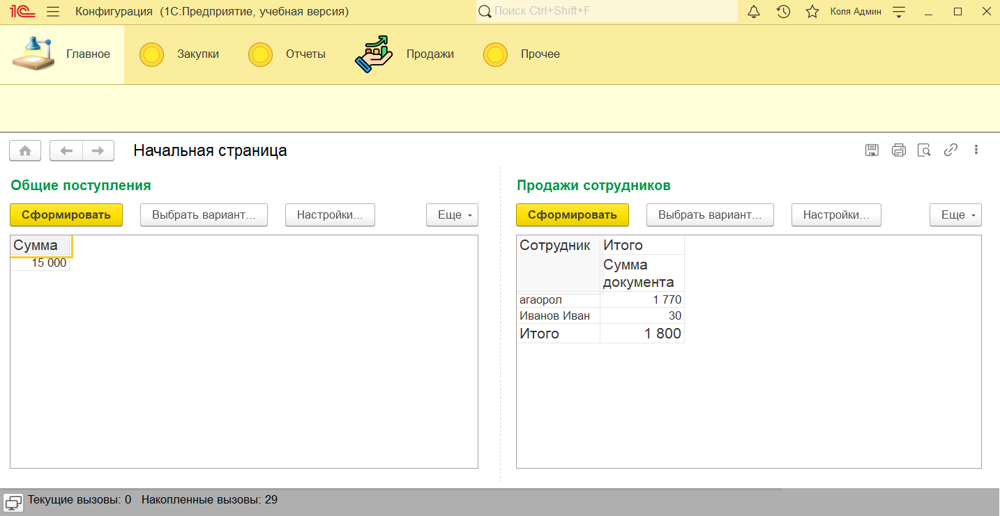 1С Конфигурация (1С:Предприятие, учебная версия) Поиск Ctrl+Shift+F Коля Админ
Главное Закупки Отчеты Продажи Прочее
Начальная страница
Общие поступления
Сформировать Выбрать вариант... Настройки... Еще
Сумма
15 000
Продажи сотрудников
Сформировать Выбрать вариант... Настройки... Еще
Сотрудник Итого
Сумма
документа
агаорол 1 770
Иванов Иван 30
Итого 1 800
Текущие вызовы: 0 Накопленные вызовы: 29